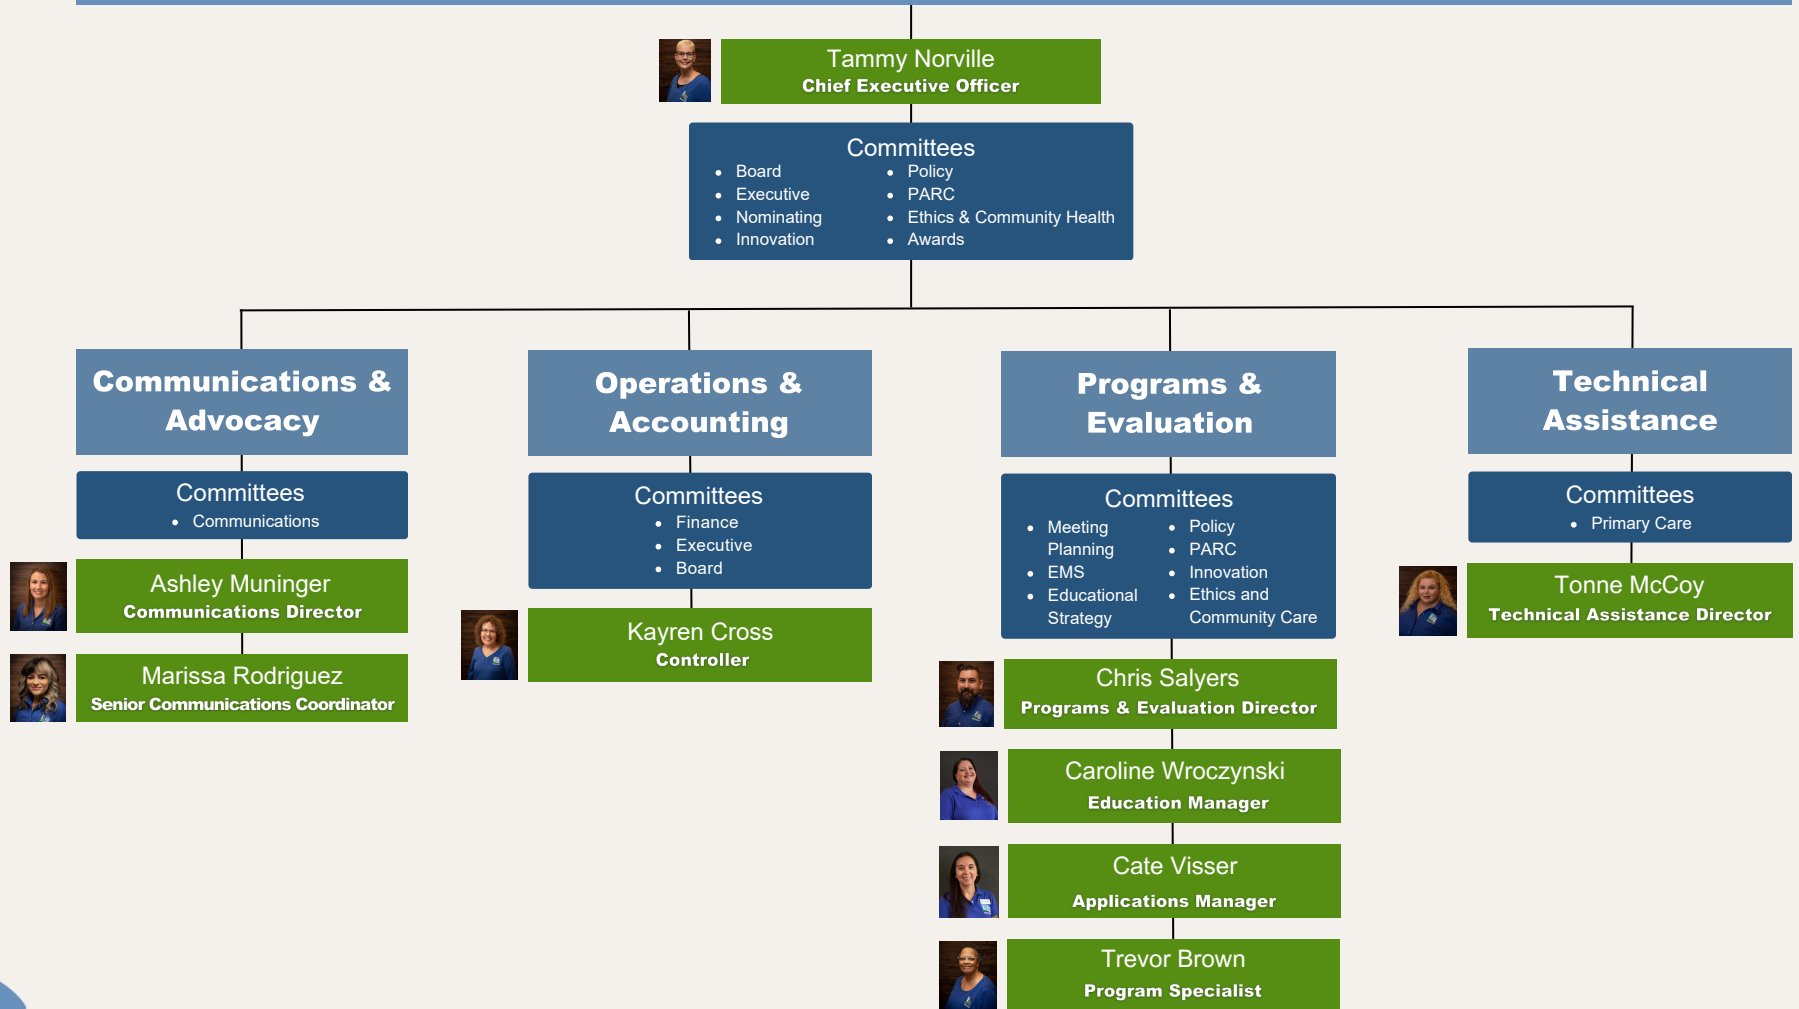 Tammy Norville
Chief Executive Officer
Committees
• Board
• Executive
• Nominating
• Innovation
• Policy
• PARC
• Ethics & Community Health
• Awards
Communications &
Advocacy
Committees
• Communications
Ashley Muninger
Communications Director
Marissa Rodriguez
Senior Communications Coordinator
Operations &
Accounting
Committees
• Finance
• Executive
• Board
Kayren Cross
Controller
Programs &
Evaluation
Committees
• Meeting
Planning
• EMS
• Educational
Strategy
• Policy
• PARC
• Innovation
• Ethics and
Community Care
Chris Salyers
Programs & Evaluation Director
Caroline Wroczynski
Education Manager
Cate Visser
Applications Manager
Trevor Brown
Program Specialist
Technical
Assistance
Committees
• Primary Care
Tonne McCoy
Technical Assistance Director